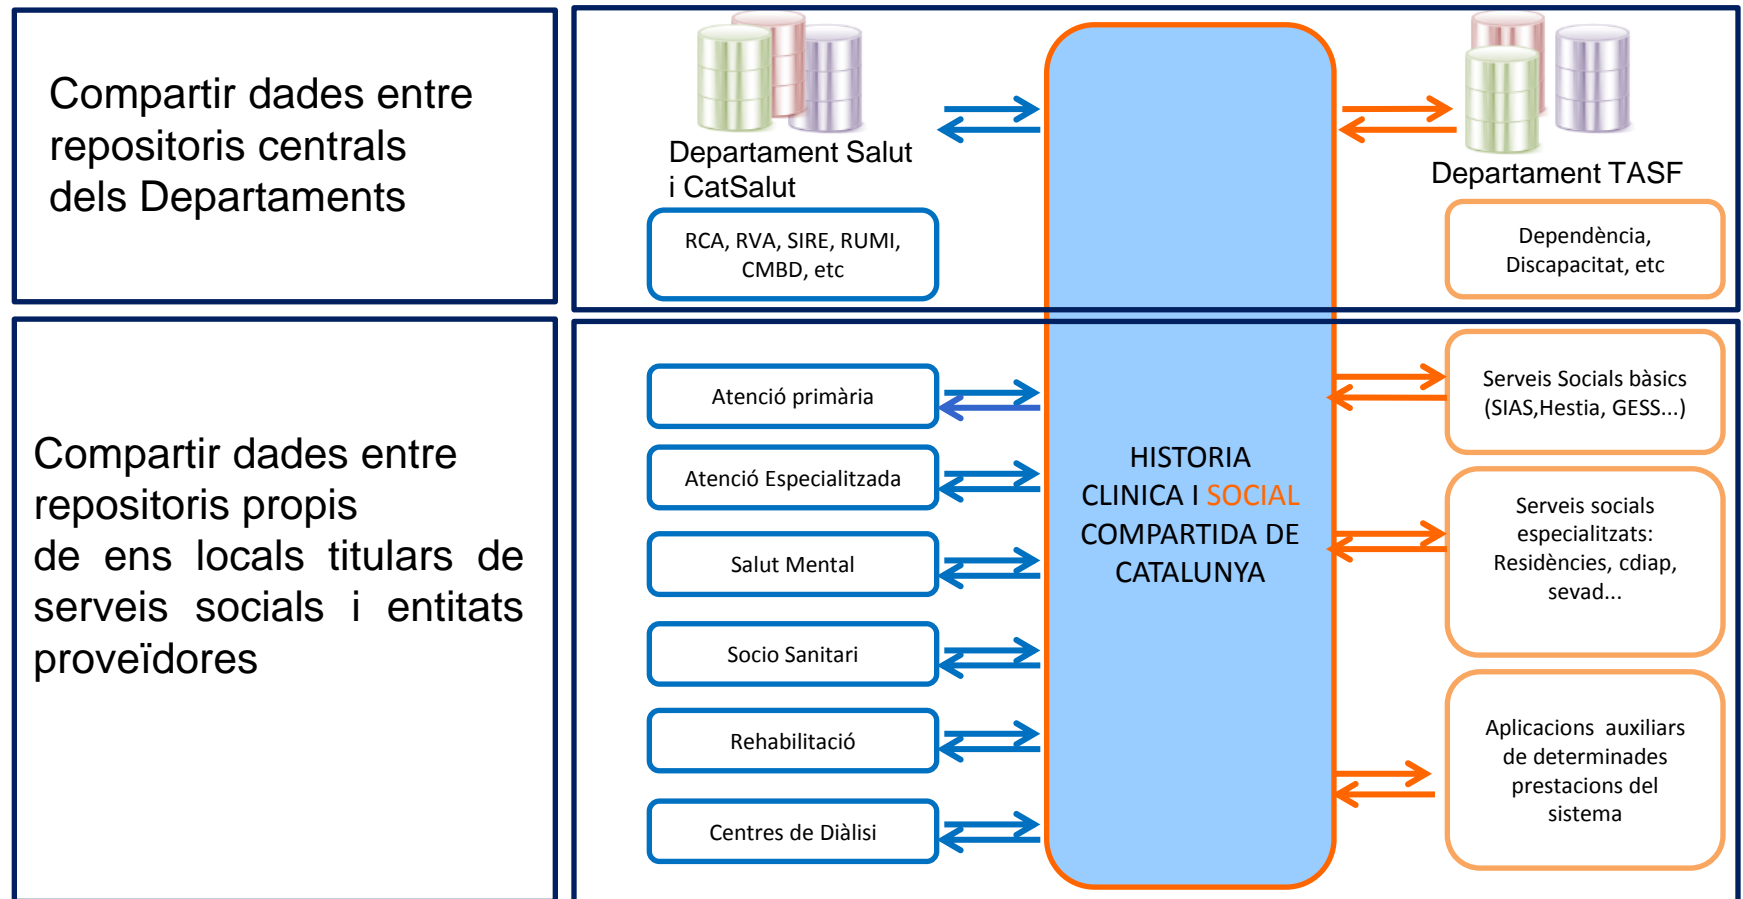 Compartir dades entre
repositoris centrals
dels Departaments
Departament Salut
i CatSalut
RCA, RVA, SIRE, RUMI,
CMBD, etc
Departament TASF
Dependència,
Discapacitat, etc
Compartir dades entre
repositoris propis
de ens locals titulars de
serveis socials i entitats
proveïdores
Atenció primària
Atenció Especialitzada
Salut Mental
Socio Sanitari
Rehabilitació
Centres de Diàlisi
HISTORIA
CLINICA I SOCIAL
COMPARTIDA DE
CATALUNYA
Serveis Socials bàsics
(SIAS,Hestia, GESS...)
Serveis socials
especialitzats:
Residències, cdiap,
sevad...
Aplicacions auxiliars
de determinades
prestacions del
sistema